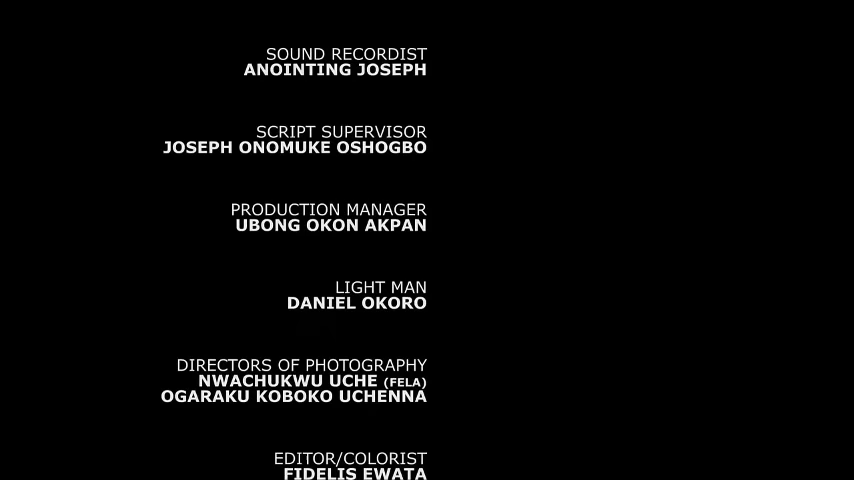 SOUND RECORDIST
ANOINTING JOSEPH
SCRIPT SUPERVISOR
JOSEPH ONOMUKE OSHOGBO
PRODUCTION MANAGER
UBONG OKON AKPAN
LIGHT MAN
DANIEL OKORO
DIRECTORS OF PHOTOGRAPHY
NWACHUKWU UCHE (FELA)
OGARAKU KOBOKO UCHENNA
EDITOR/COLORIST
FIDELIS EWATA